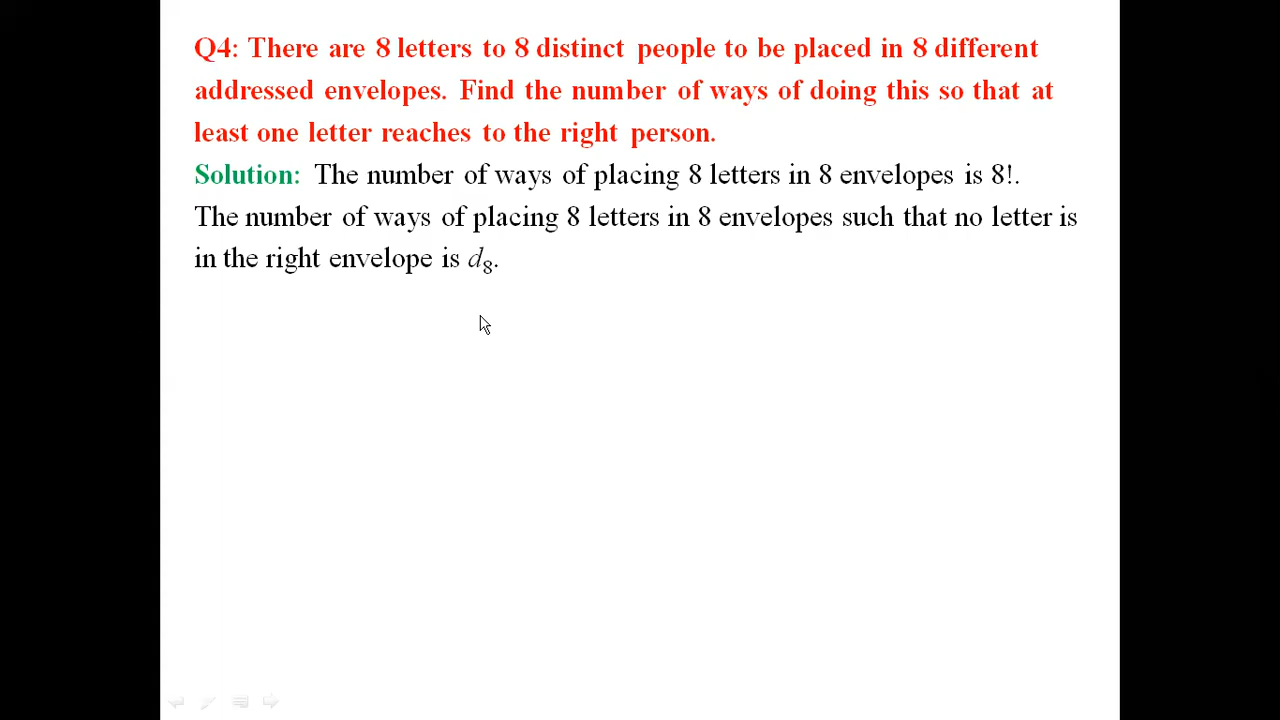 Q4: There are 8 letters to 8 distinct people to be placed in 8 different
addressed envelopes. Find the number of ways of doing this so that at
least one letter reaches to the right person.
Solution: The number of ways of placing 8 letters in 8 envelopes is 8!.
The number of ways of placing 8 letters in 8 envelopes such that no letter is
in the right envelope is d₈.